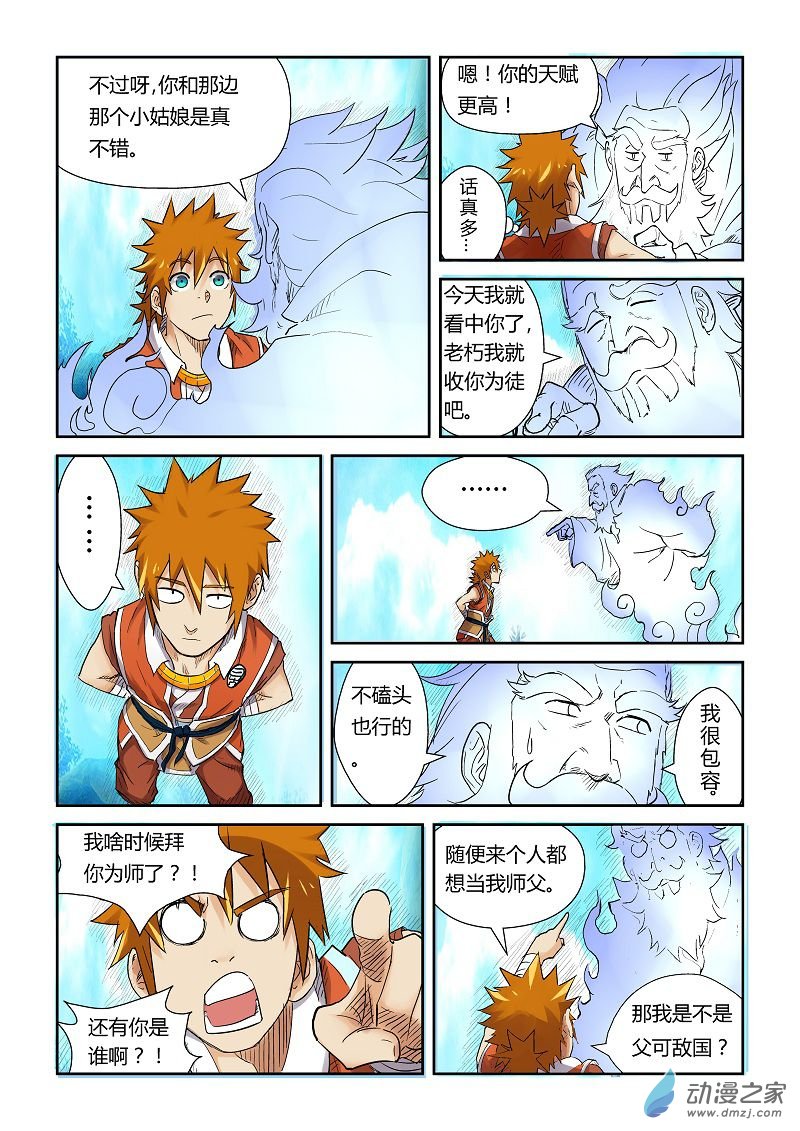 不过呀,你和那边
那个小姑娘是真
不错。
嗯！你的天赋
更高！
话真多…
今天我就
看中你了,
老朽我就
收你为徒
吧。
……
……
不磕头
也行的
。
我很包容。
我啥时候拜
你为师了？！
还有你是
谁啊？！
随便来个人都
想当我师父。
那我是不是
父可敌国？
动漫之家
www.dmzj.com